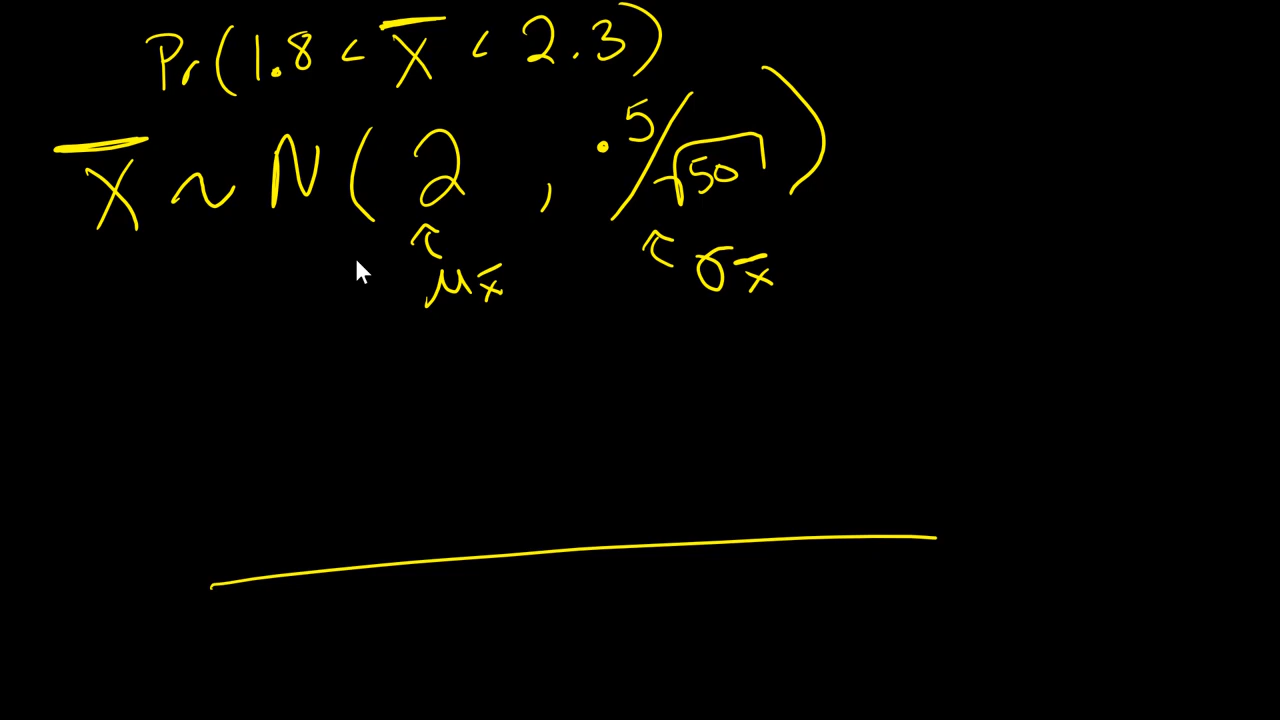 Pr(1.8 < X̅ < 2.3)
X̅ ~ N(2, .5/√50)
μx̅ σx̅